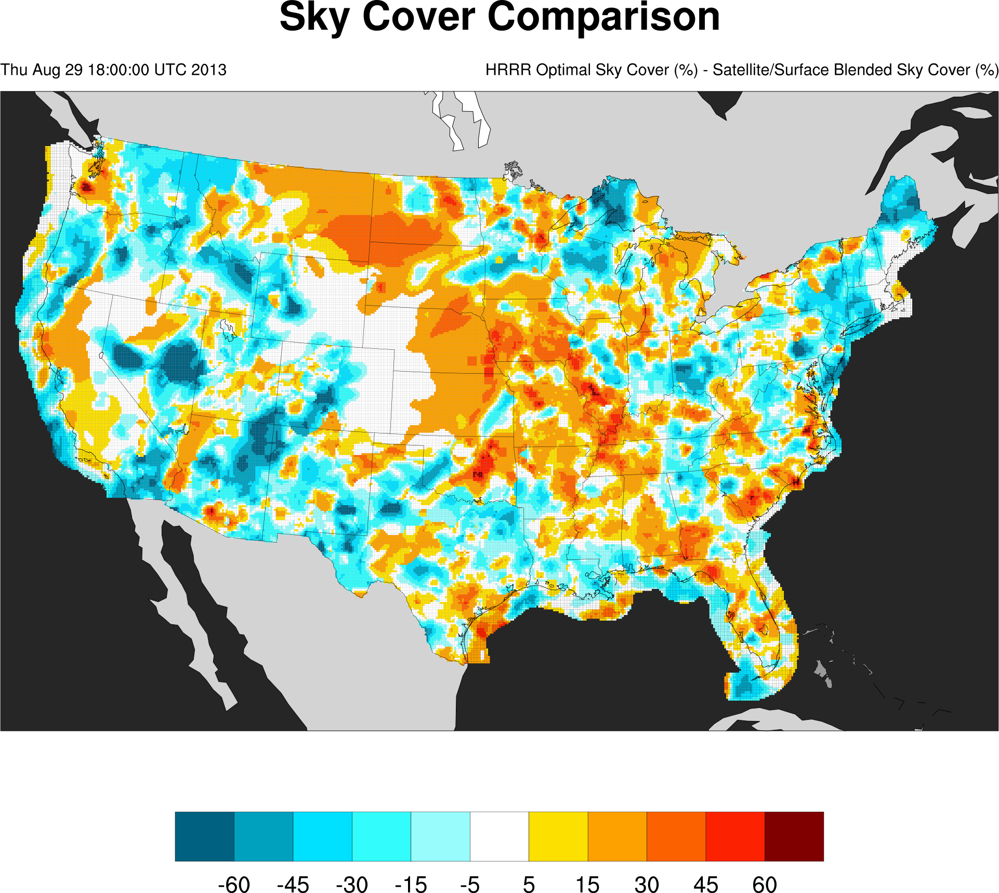 Sky Cover Comparison
Thu Aug 29 18:00:00 UTC 2013
HRRR Optimal Sky Cover (%) - Satellite/Surface Blended Sky Cover (%)
-60 -45 -30 -15 -5 5 15 30 45 60